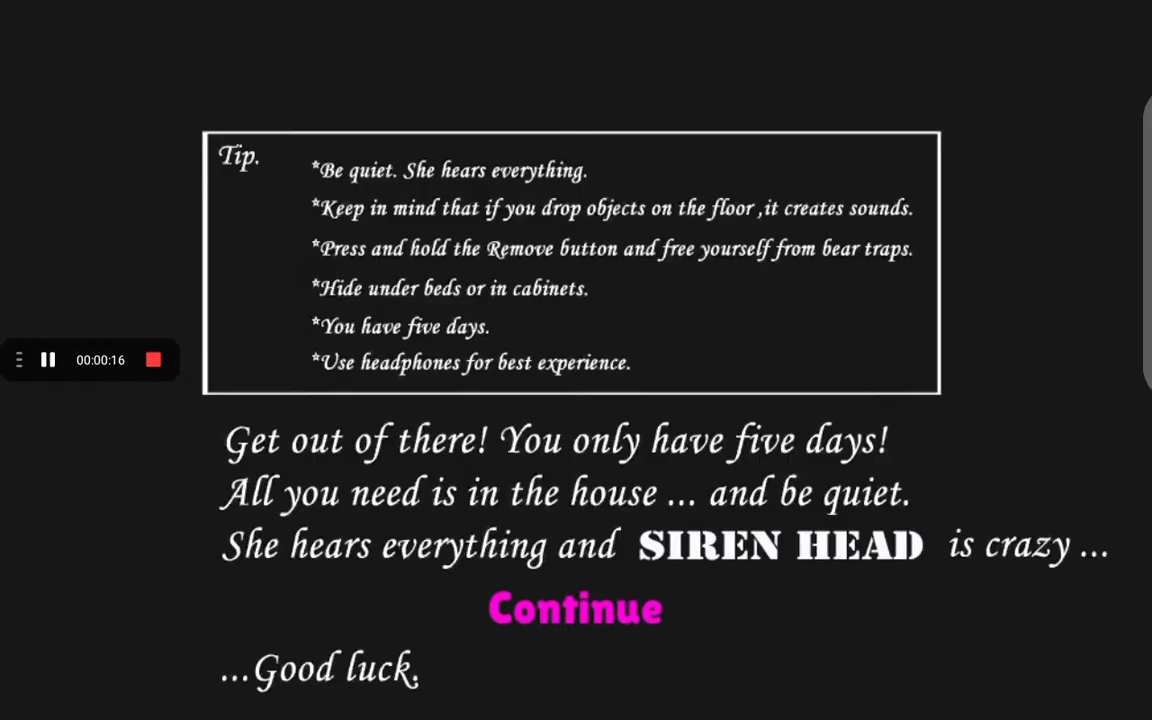 Tip.
*Be quiet. She hears everything.
*Keep in mind that if you drop objects on the floor ,it creates sounds.
*Press and hold the Remove button and free yourself from bear traps.
*Hide under beds or in cabinets.
*You have five days.
*Use headphones for best experience.
00:00:16
Get out of there! You only have five days!
All you need is in the house ... and be quiet.
She hears everything and SIREN HEAD is crazy ...
Continue
...Good luck.